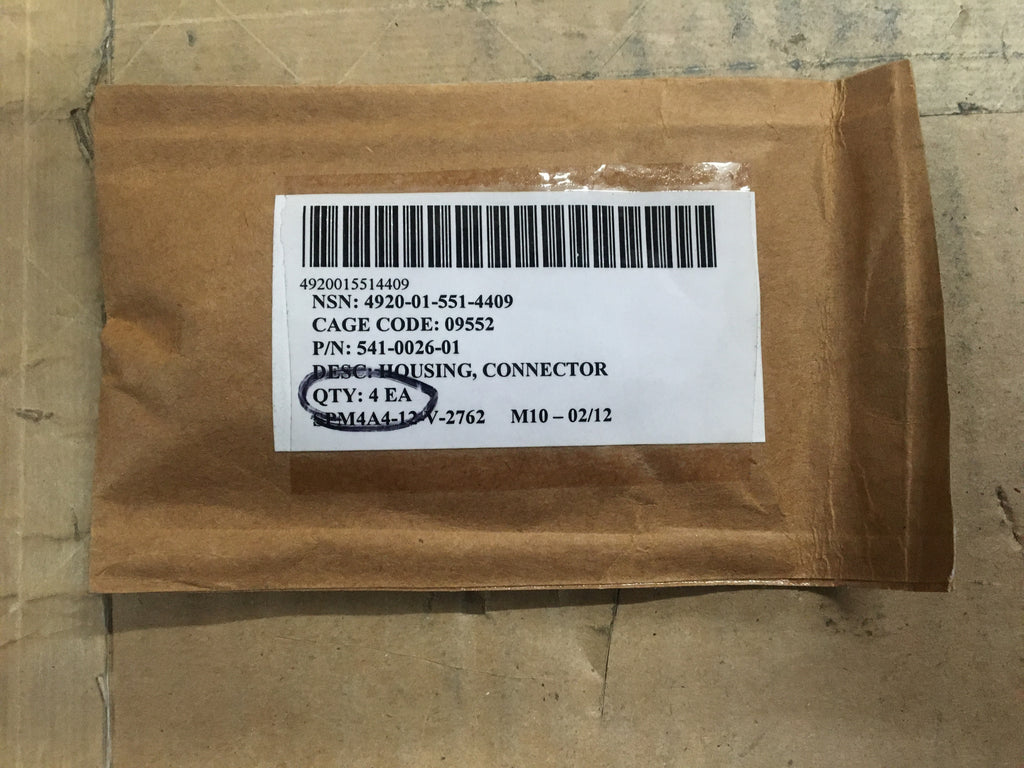 4920015514409
NSN: 4920-01-551-4409
CAGE CODE: 09552
P/N: 541-0026-01
DESC: HOUSING, CONNECTOR
QTY: 4 EA
SPM4A4-12-V-2762 M10 – 02/12